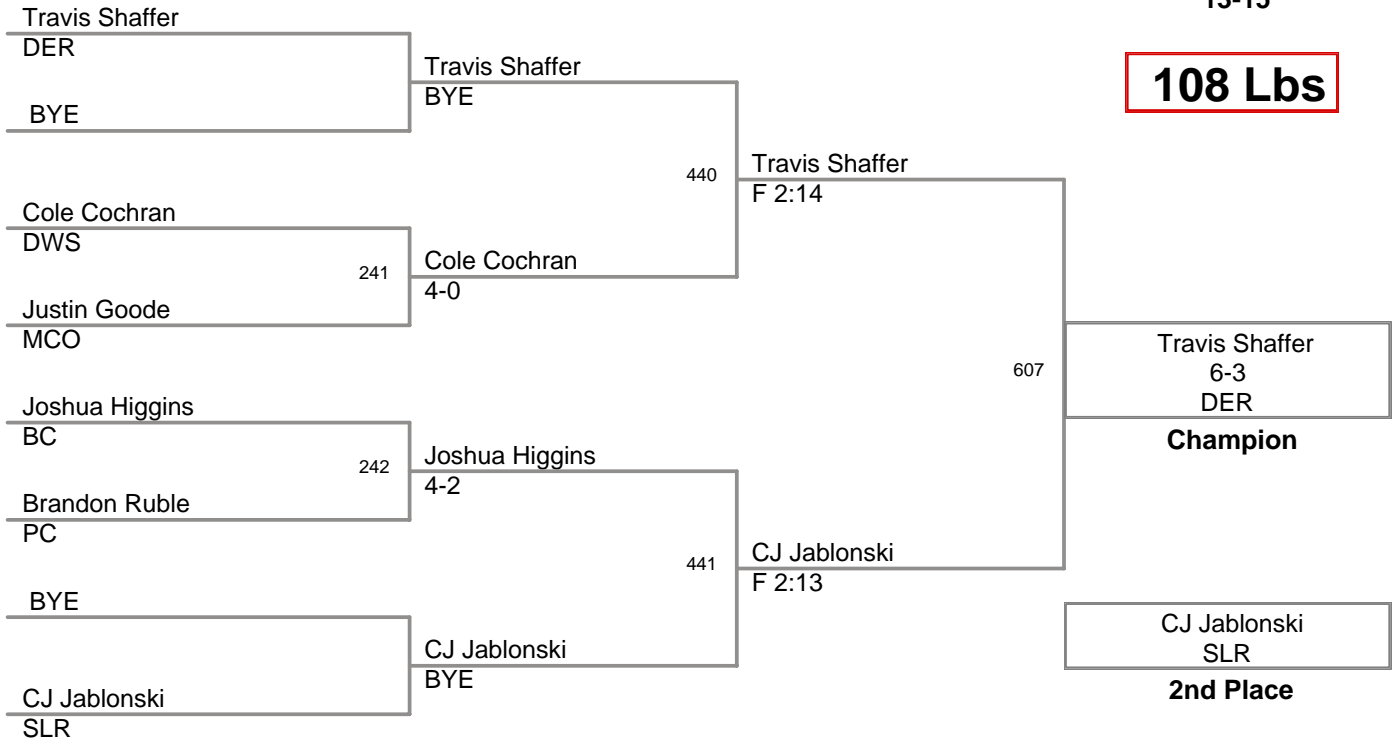 13-15
108 Lbs
Travis Shaffer
DER
BYE
Cole Cochran
DWS
241
Justin Goode
MCO
Joshua Higgins
BC
242
Brandon Ruble
PC
BYE
CJ Jablonski
SLR
Travis Shaffer
BYE
440
Cole Cochran
4-0
Joshua Higgins
4-2
441
CJ Jablonski
BYE
Travis Shaffer
F 2:14
607
CJ Jablonski
F 2:13
Travis Shaffer
6-3
DER
Champion
CJ Jablonski
SLR
2nd Place